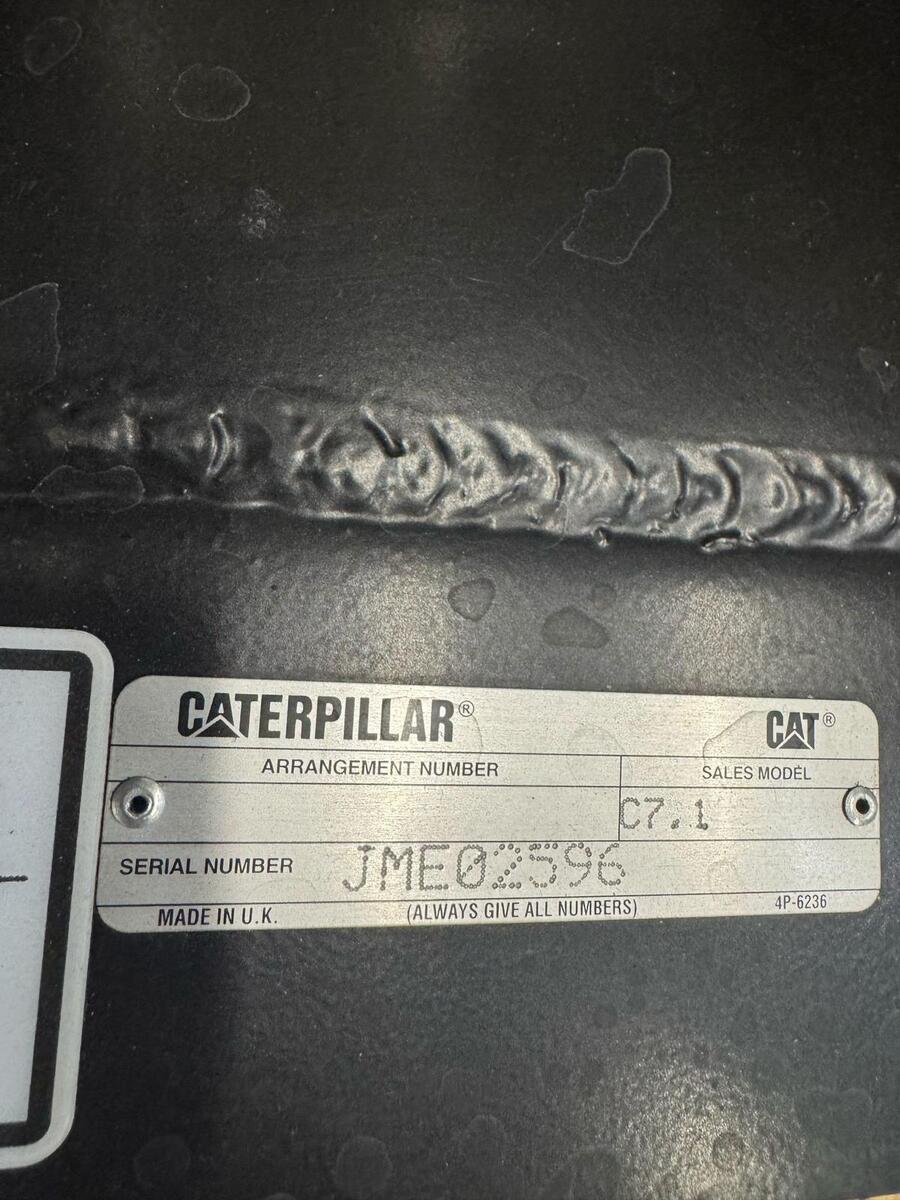 CATERPILLAR® CAT®
ARRANGEMENT NUMBER SALES MODEL
C7.1
SERIAL NUMBER JME02596
MADE IN U.K. (ALWAYS GIVE ALL NUMBERS) 4P-6236